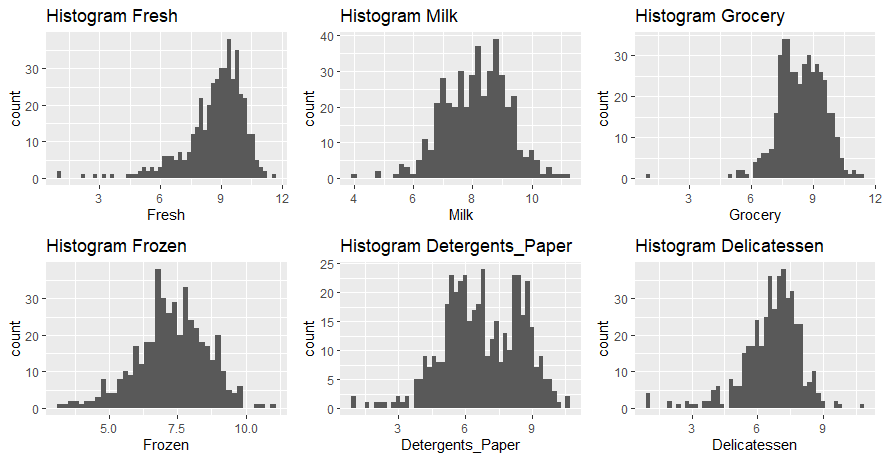 Histogram Fresh
Histogram Milk
Histogram Grocery
count
30
20
10
0
3
6
9
12
Fresh
count
40
30
20
10
0
4
6
8
10
Milk
count
30
20
10
0
3
6
9
12
Grocery
Histogram Frozen
Histogram Detergents_Paper
Histogram Delicatessen
count
30
20
10
0
5.0
7.5
10.0
Frozen
count
25
20
15
10
5
0
3
6
9
Detergents_Paper
count
30
20
10
0
3
6
9
Delicatessen